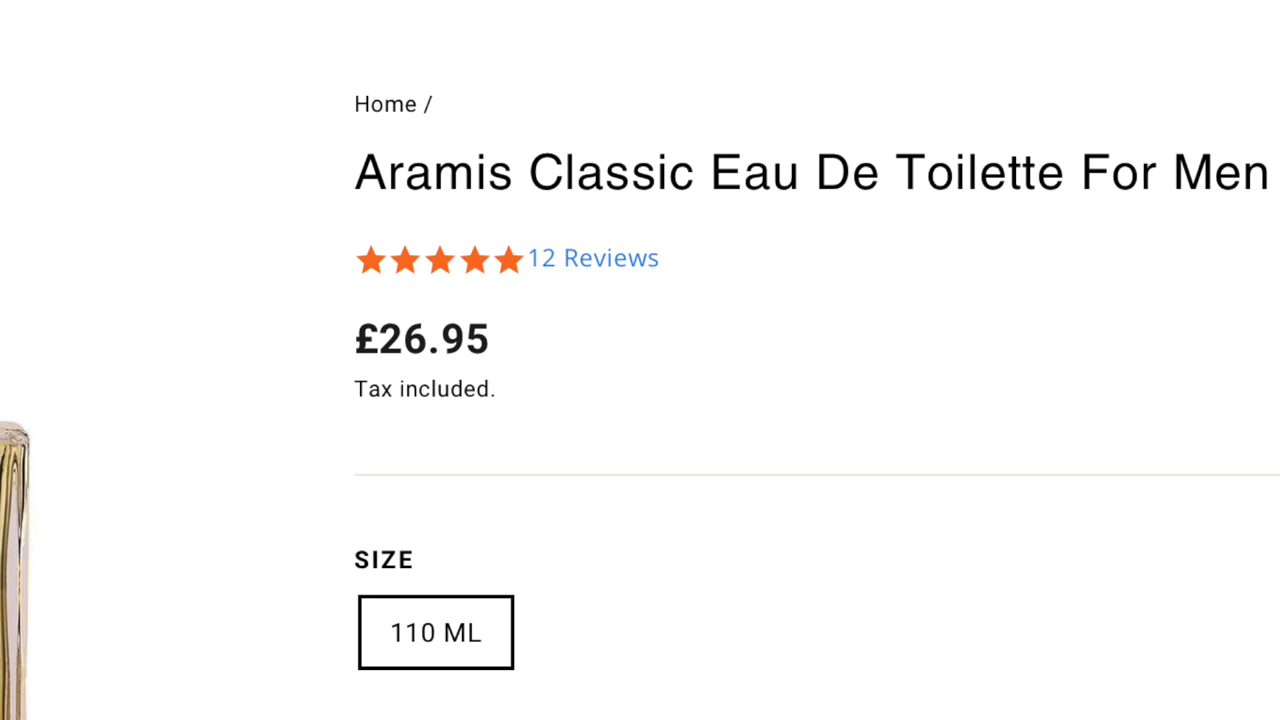 Home /
Aramis Classic Eau De Toilette For Men
12 Reviews
£26.95
Tax included.
SIZE
110 ML